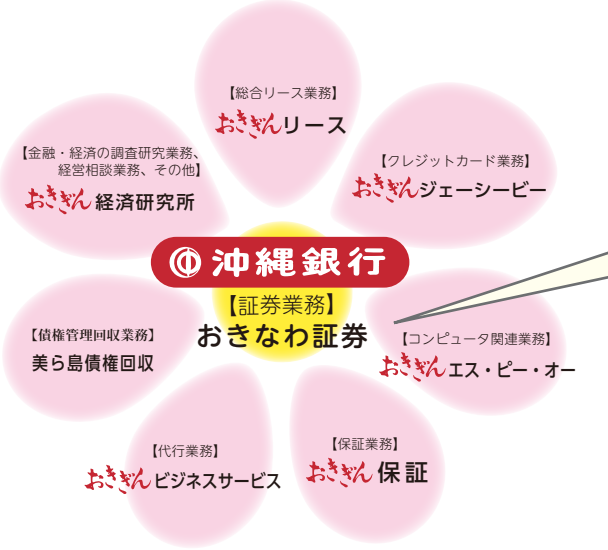 【総合リース業務】
おきぎんリース
【金融・経済の調査研究業務、
経営相談業務、その他】
おきぎん 経済研究所
【クレジットカード業務】
おきぎんジェーシービー
沖縄銀行
【証券業務】
おきなわ証券
【債権管理回収業務】
美ら島債権回収
【コンピュータ関連業務】
おきぎん エス・ピー・オー
【代行業務】
おきぎん ビジネスサービス
【保証業務】
おきぎん 保証